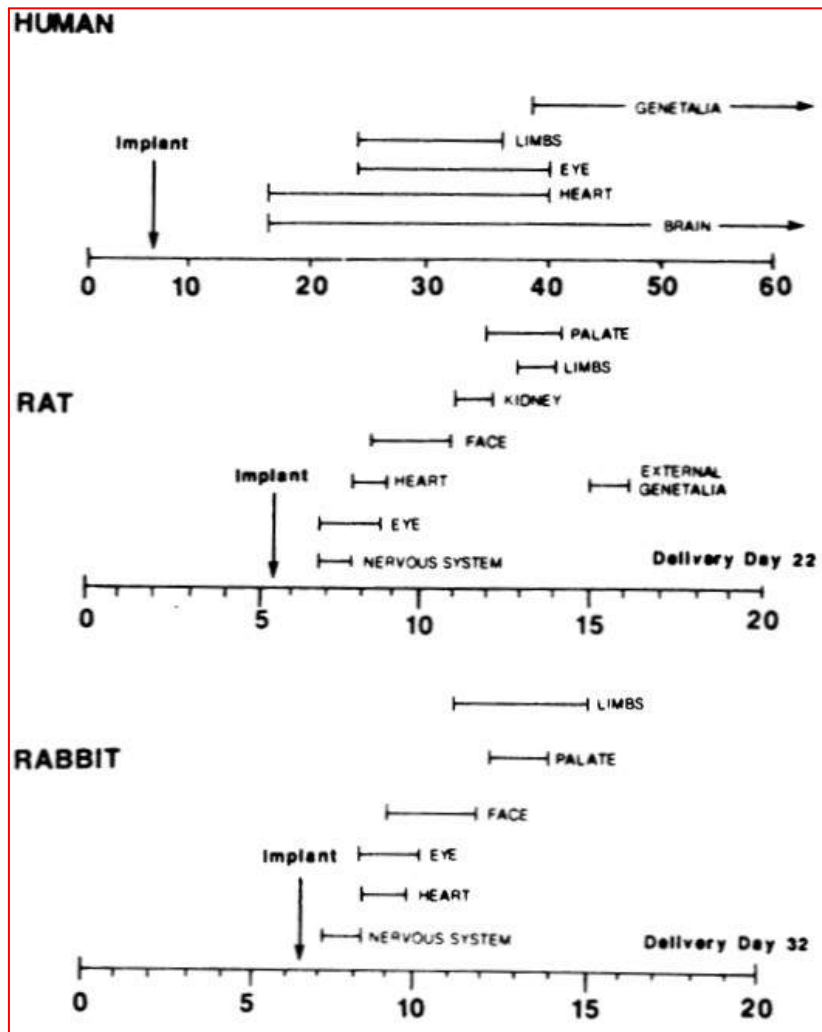 HUMAN
GENETALIA
Implant
LIMBS
EYE
HEART
BRAIN
0 10 20 30 40 50 60
PALATE
LIMBS
RAT
KIDNEY
FACE
Implant
HEART
EXTERNAL
GENETALIA
EYE
NERVOUS SYSTEM
Delivery Day 22
0 5 10 15 20
LIMBS
RABBIT
PALATE
FACE
Implant
EYE
HEART
NERVOUS SYSTEM
Delivery Day 32
0 5 10 15 20